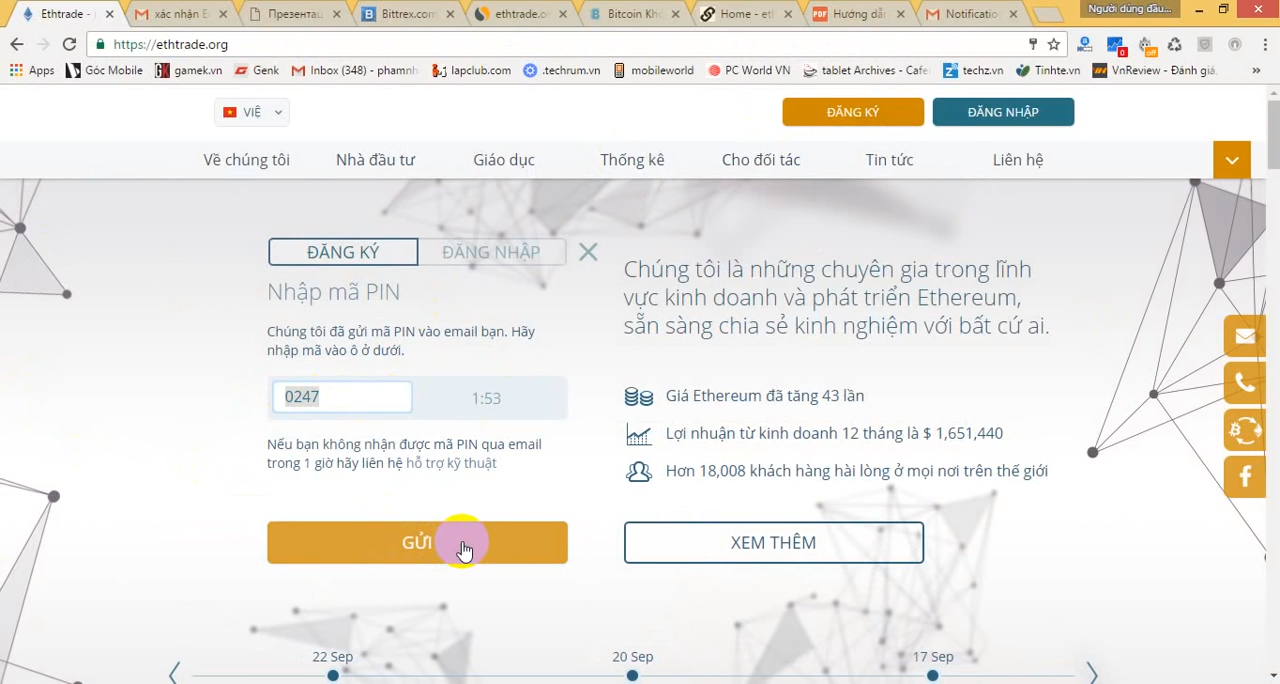 Ethtrade -
xác nhận E
Презентац
Bittrex.com
ethtrade.o
Bitcoin Kh
Home - eth
Hướng dẫn
Notificatio
Người dùng đầu...
https://ethtrade.org
0
off
Apps
Góc Mobile
gamek.vn
Genk
Inbox (348) - phamnh
lapclub.com
.techrum.vn
mobileworld
PC World VN
tablet Archives - Cafe
techz.vn
Tinhte.vn
VnReview - Đánh giá
»
VIỆ
ĐĂNG KÝ
ĐĂNG NHẬP
Về chúng tôi
Nhà đầu tư
Giáo dục
Thống kê
Cho đối tác
Tin tức
Liên hệ
ĐĂNG KÝ
ĐĂNG NHẬP
Nhập mã PIN
Chúng tôi đã gửi mã PIN vào email bạn. Hãy
nhập mã vào ô ở dưới.
0247
1:53
Nếu bạn không nhận được mã PIN qua email
trong 1 giờ hãy liên hệ hỗ trợ kỹ thuật
GỬI
Chúng tôi là những chuyên gia trong lĩnh
vực kinh doanh và phát triển Ethereum,
sẵn sàng chia sẻ kinh nghiệm với bất cứ ai.
Giá Ethereum đã tăng 43 lần
Lợi nhuận từ kinh doanh 12 tháng là $ 1,651,440
Hơn 18,008 khách hàng hài lòng ở mọi nơi trên thế giới
XEM THÊM
22 Sep
20 Sep
17 Sep